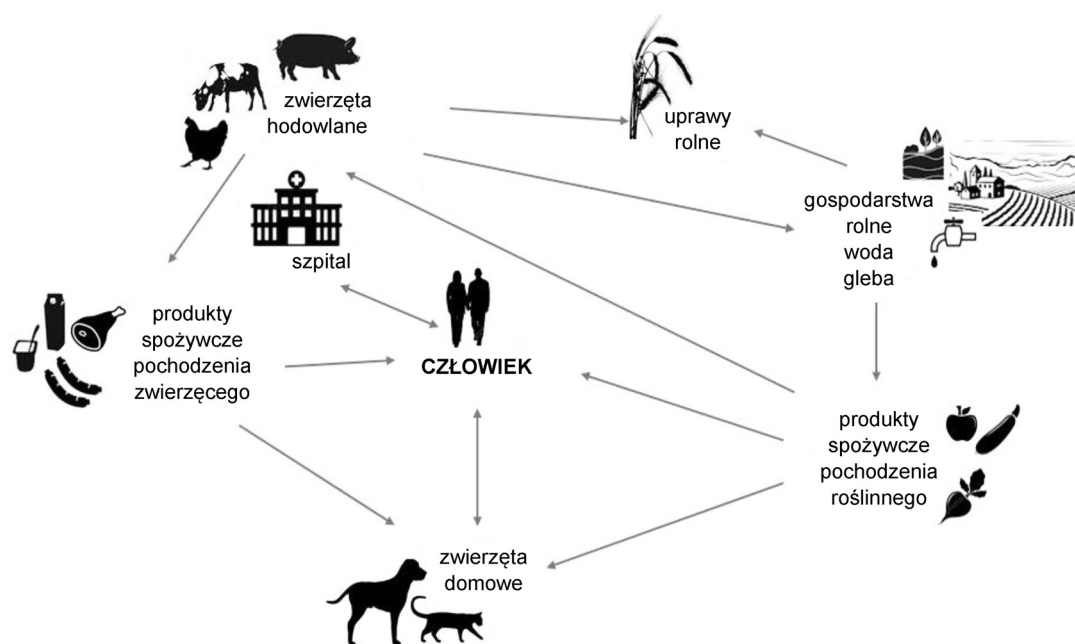 zwierzęta
hodowlane
uprawy
rolne
gospodarstwa
rolne
woda
gleba
szpital
produkty
spożywcze
pochodzenia
zwierzęcego
CZŁOWIEK
produkty
spożywcze
pochodzenia
roślinnego
zwierzęta
domowe